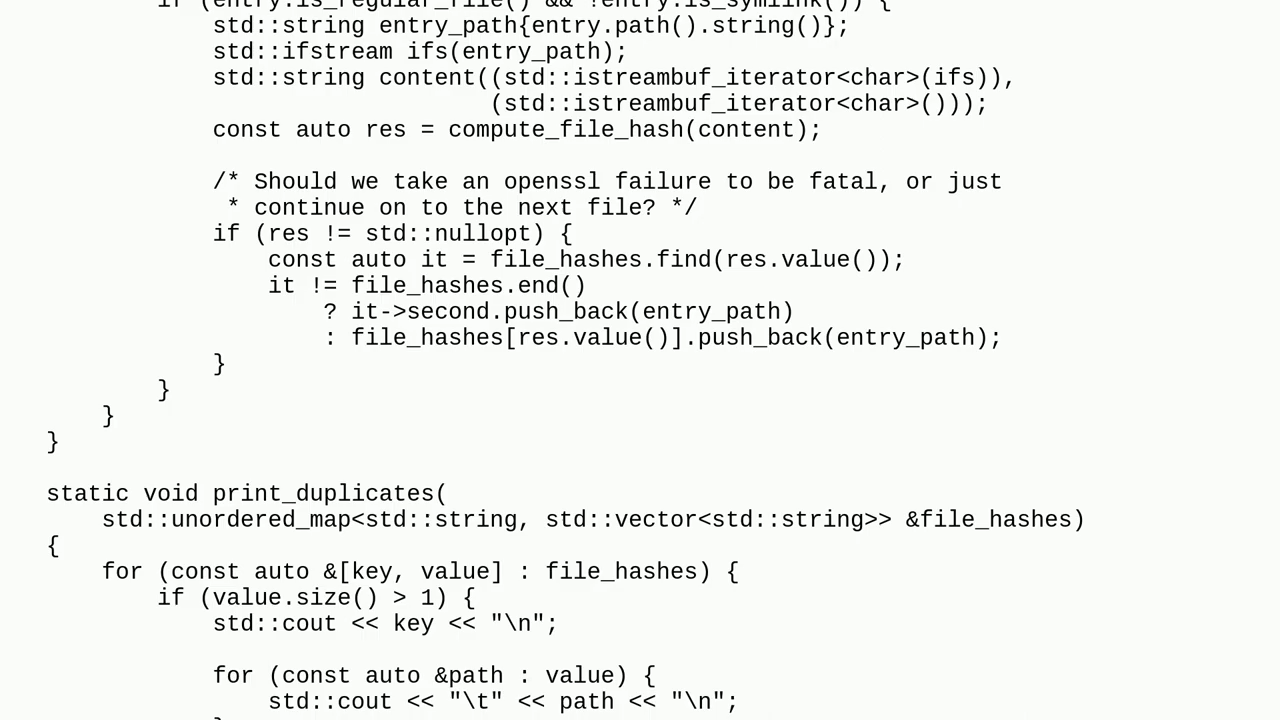 if (entry.is_regular_file() && !entry.is_symlink()) {
std::string entry_path{entry.path().string()};
std::ifstream ifs(entry_path);
std::string content((std::istreambuf_iterator<char>(ifs)),
(std::istreambuf_iterator<char>()));
const auto res = compute_file_hash(content);
/* Should we take an openssl failure to be fatal, or just
* continue on to the next file? */
if (res != std::nullopt) {
const auto it = file_hashes.find(res.value());
it != file_hashes.end()
? it->second.push_back(entry_path)
: file_hashes[res.value()].push_back(entry_path);
}
}
}
}
static void print_duplicates(
std::unordered_map<std::string, std::vector<std::string>> &file_hashes)
{
for (const auto &[key, value] : file_hashes) {
if (value.size() > 1) {
std::cout << key << "\n";
for (const auto &path : value) {
std::cout << "\t" << path << "\n";
}